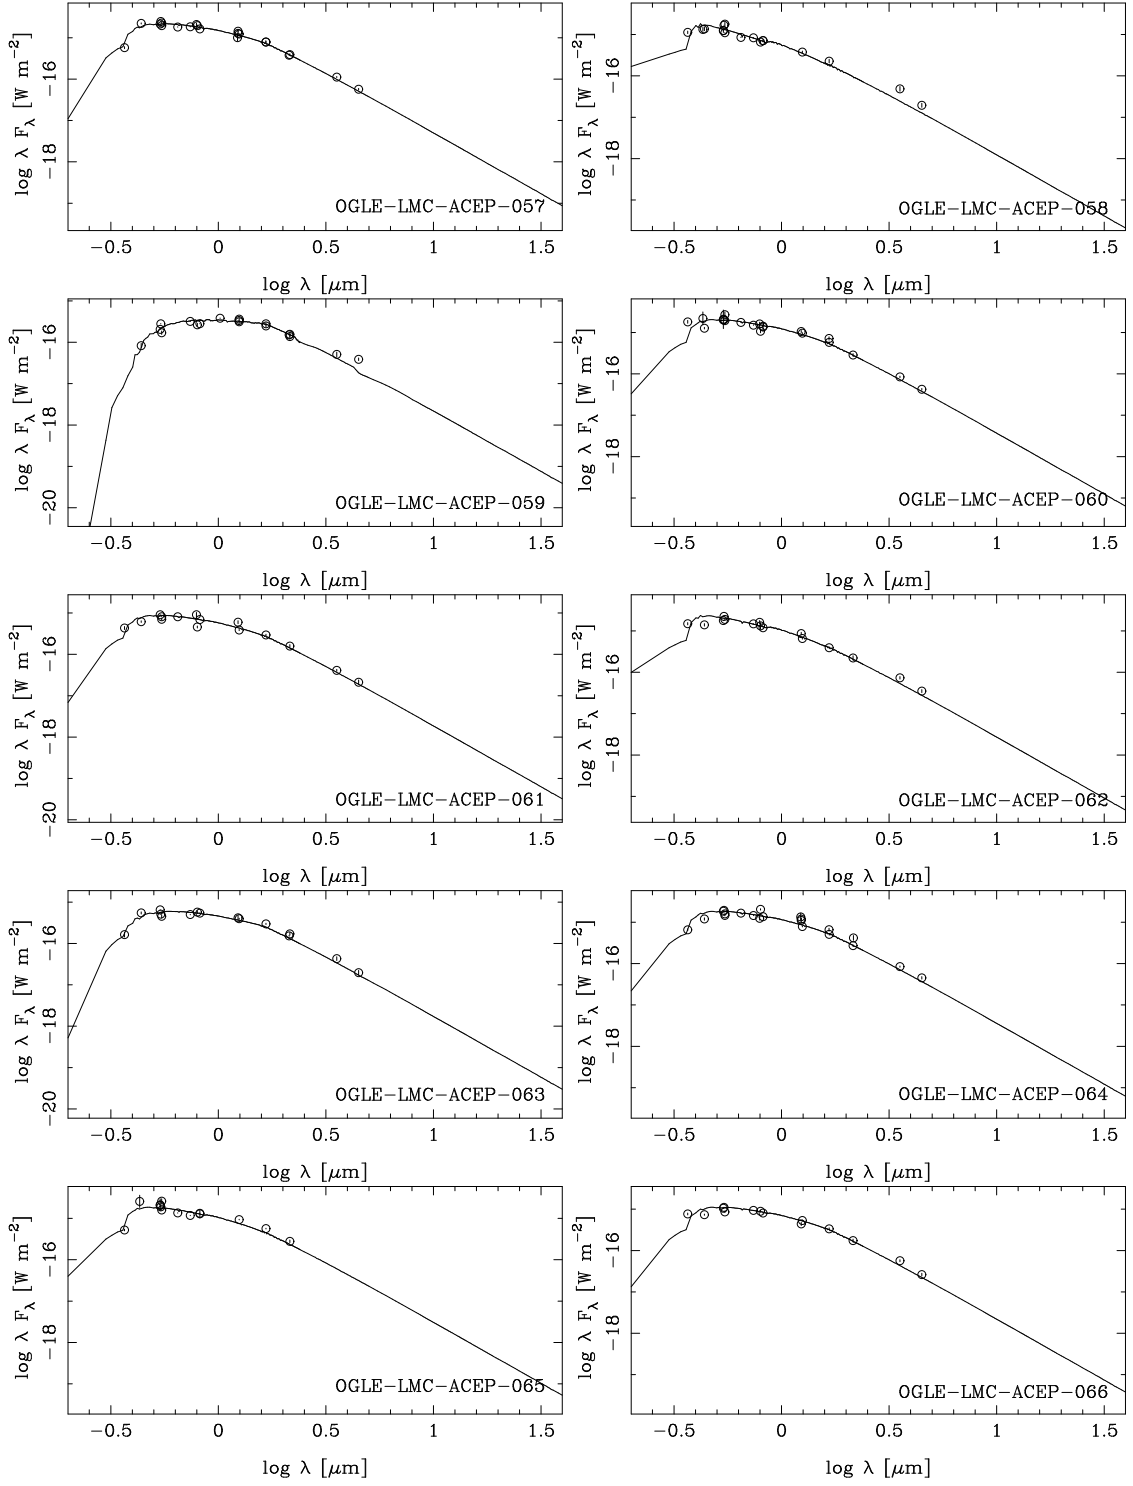 log λ F_λ [W m^−2]
−16
−18
OGLE−LMC−ACEP−057
−0.5 0 0.5 1 1.5
log λ [μm]
log λ F_λ [W m^−2]
−16
−18
OGLE−LMC−ACEP−058
−0.5 0 0.5 1 1.5
log λ [μm]
log λ F_λ [W m^−2]
−16
−18
−20
OGLE−LMC−ACEP−059
−0.5 0 0.5 1 1.5
log λ [μm]
log λ F_λ [W m^−2]
−16
−18
OGLE−LMC−ACEP−060
−0.5 0 0.5 1 1.5
log λ [μm]
log λ F_λ [W m^−2]
−16
−18
−20
OGLE−LMC−ACEP−061
−0.5 0 0.5 1 1.5
log λ [μm]
log λ F_λ [W m^−2]
−16
−18
OGLE−LMC−ACEP−062
−0.5 0 0.5 1 1.5
log λ [μm]
log λ F_λ [W m^−2]
−16
−18
−20
OGLE−LMC−ACEP−063
−0.5 0 0.5 1 1.5
log λ [μm]
log λ F_λ [W m^−2]
−16
−18
OGLE−LMC−ACEP−064
−0.5 0 0.5 1 1.5
log λ [μm]
log λ F_λ [W m^−2]
−16
−18
OGLE−LMC−ACEP−065
−0.5 0 0.5 1 1.5
log λ [μm]
log λ F_λ [W m^−2]
−16
−18
OGLE−LMC−ACEP−066
−0.5 0 0.5 1 1.5
log λ [μm]